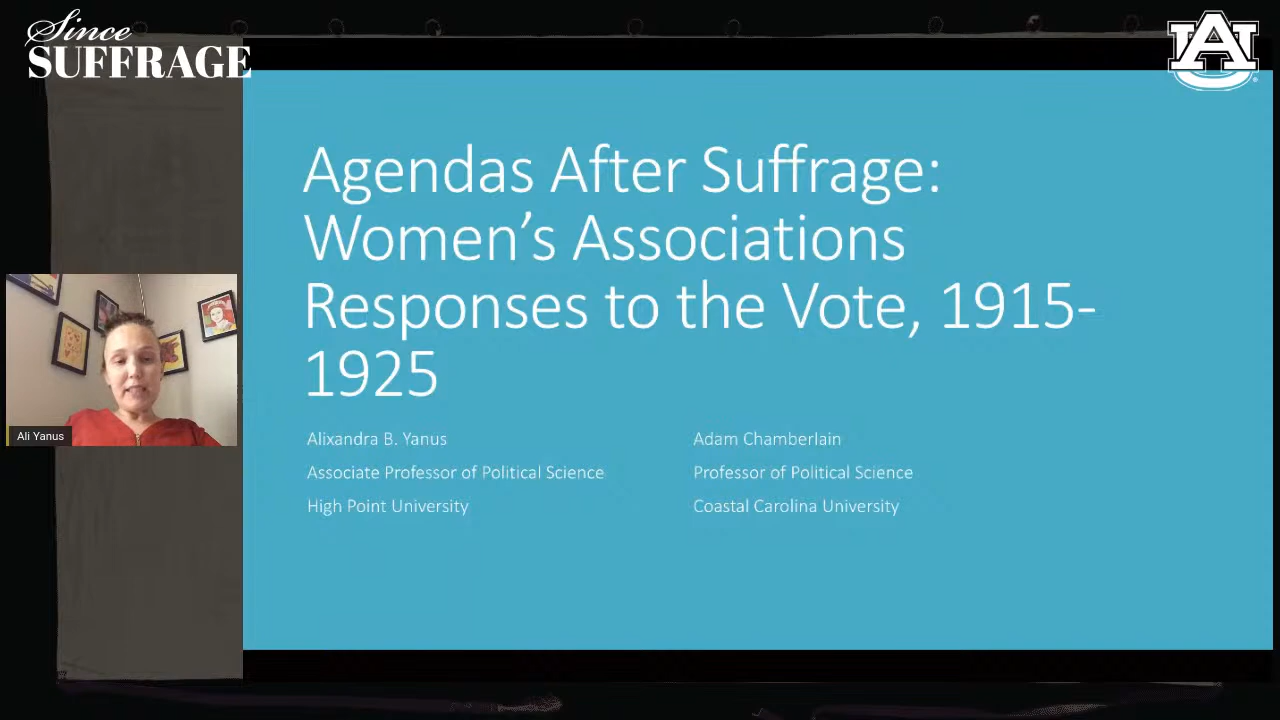 Since
SUFFRAGE
AU
Agendas After Suffrage:
Women’s Associations
Responses to the Vote, 1915-
1925
Alixandra B. Yanus
Associate Professor of Political Science
High Point University
Adam Chamberlain
Professor of Political Science
Coastal Carolina University
Ali Yanus